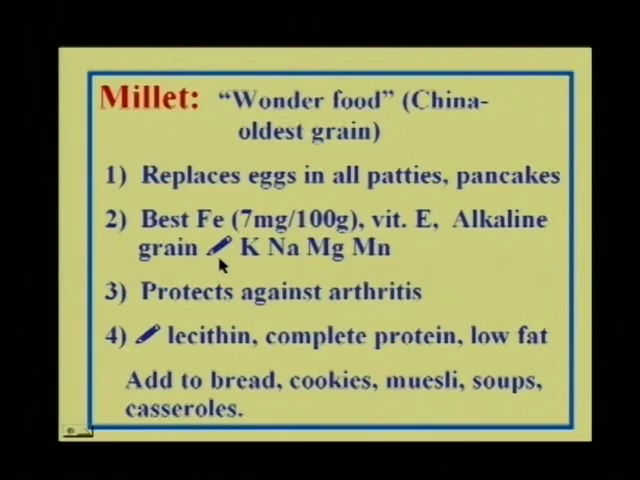 Millet: “Wonder food” (China-
oldest grain)
1) Replaces eggs in all patties, pancakes
2) Best Fe (7mg/100g), vit. E, Alkaline
grain K Na Mg Mn
3) Protects against arthritis
4) lecithin, complete protein, low fat
Add to bread, cookies, muesli, soups,
casseroles.